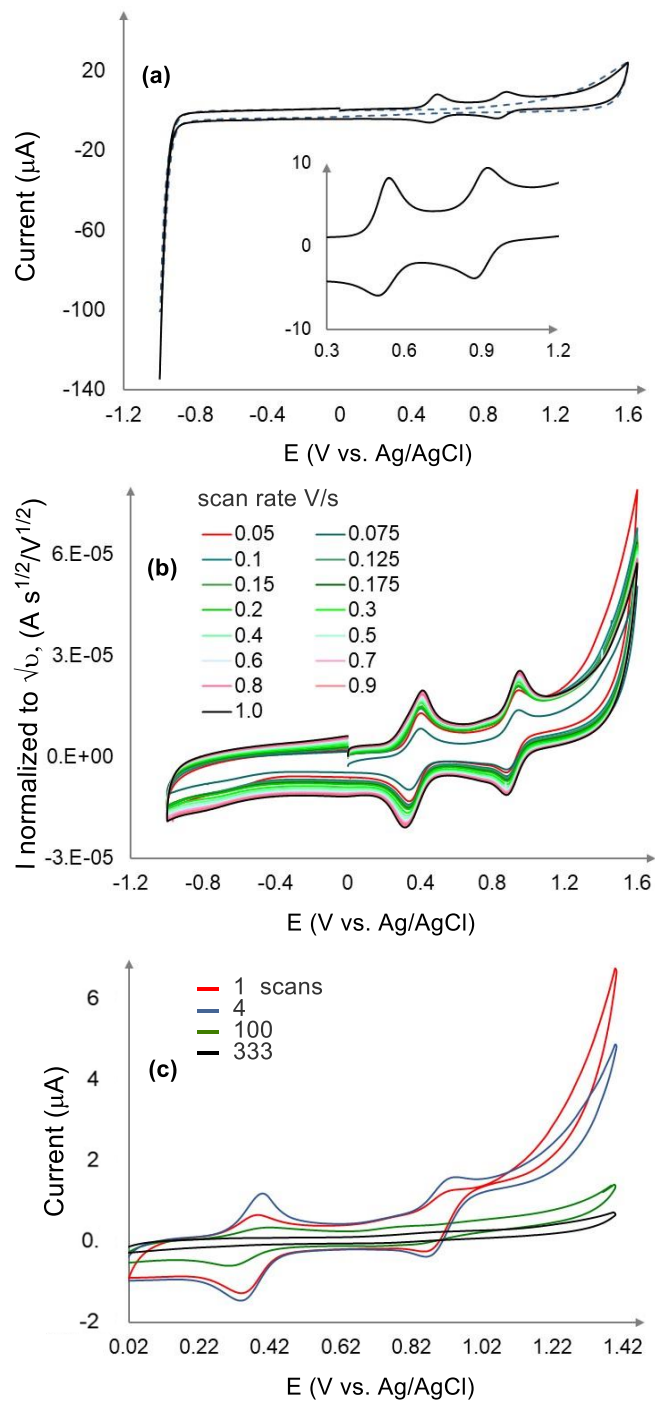 20
(a)
-20
-60
-100
-140
Current (µA)
10
0
-10
0.3 0.6 0.9 1.2
-1.2 -0.8 -0.4 0 0.4 0.8 1.2 1.6
E (V vs. Ag/AgCl)
scan rate V/s
0.05 0.075
0.1 0.125
0.15 0.175
0.2 0.3
0.4 0.5
0.6 0.7
0.8 0.9
1.0
(b)
6.E-05
3.E-05
0.E+00
-3.E-05
I normalized to √υ, (A s1/2/V1/2)
-1.2 -0.8 -0.4 0 0.4 0.8 1.2 1.6
E (V vs. Ag/AgCl)
1 scans
4
100
333
(c)
6
4
2
0.
-2
Current (µA)
0.02 0.22 0.42 0.62 0.82 1.02 1.22 1.42
E (V vs. Ag/AgCl)